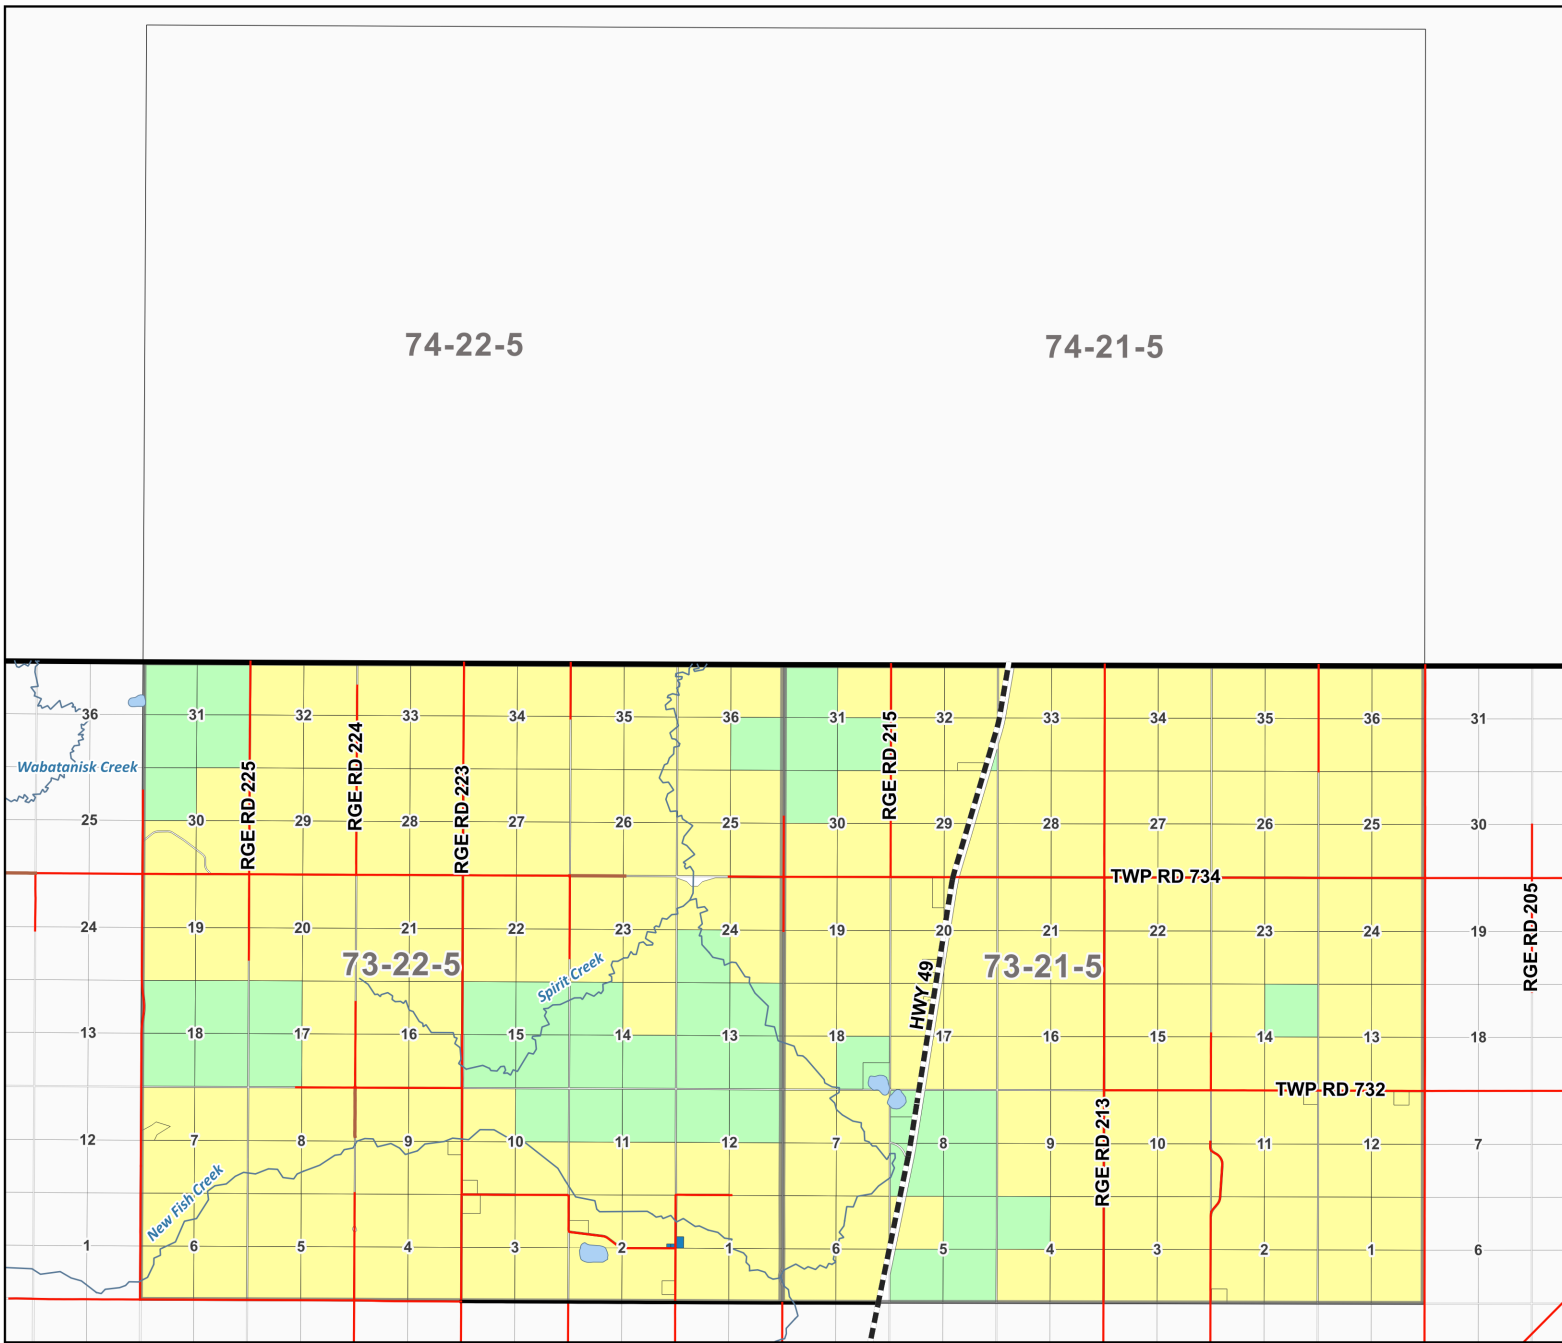 74-22-5
74-21-5
36 31 32 33 34 35 36 31 32 33 34 35 36 31
RGE-RD-225
RGE-RD-224
RGE-RD-223
RGE-RD-215
Wabatanisk Creek
25 30 29 28 27 26 25 30 29 28 27 26 25 30
TWP RD 734
RGE-RD-205
24 19 20 21 22 23 24 19 20 21 22 23 24 19
73-22-5
73-21-5
Spirit Creek
HWY 49
13 18 17 16 15 14 13 18 17 16 15 14 13 18
TWP RD 732
RGE-RD-213
12 7 8 9 10 11 12 7 8 9 10 11 12 7
New Fish Creek
1 6 5 4 3 2 1 6 5 4 3 2 1 6